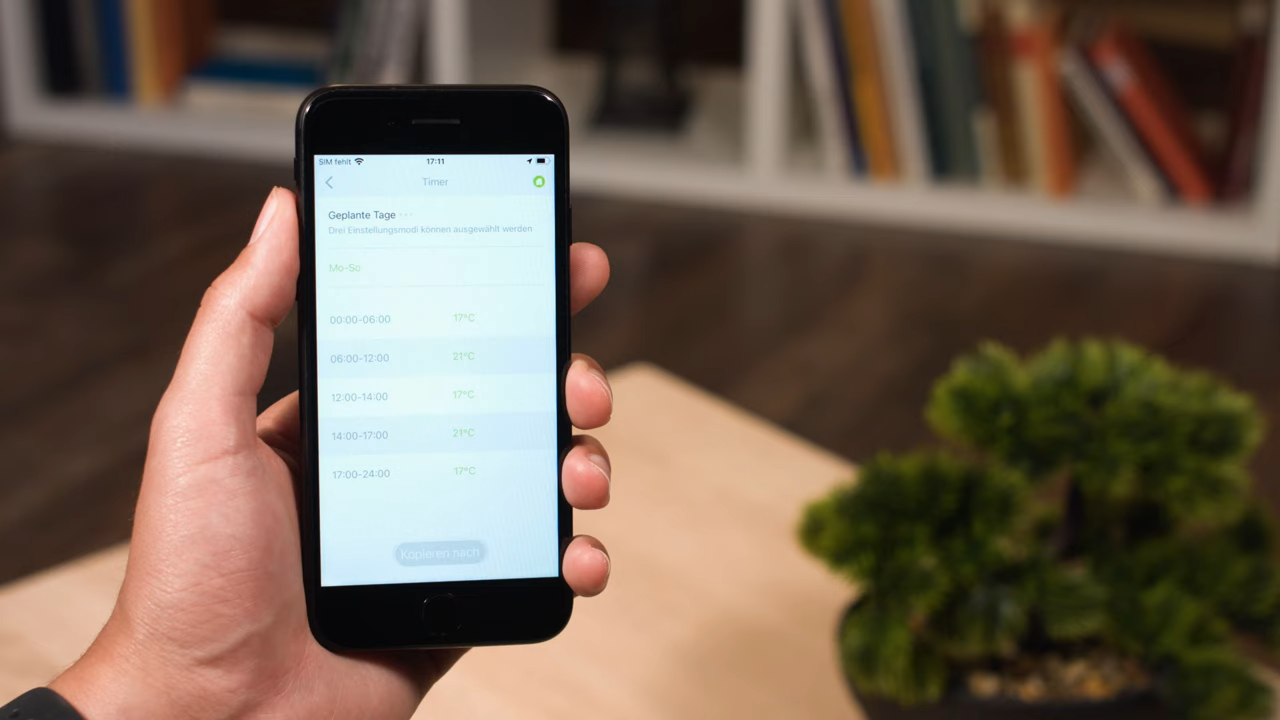 SIM fehlt 17:11
Timer
Geplante Tage ...
Drei Einstellungsmodi können ausgewählt werden
Mo-So
00:00-06:00 17°C
06:00-12:00 21°C
12:00-14:00 17°C
14:00-17:00 21°C
17:00-24:00 17°C
Kopieren nach